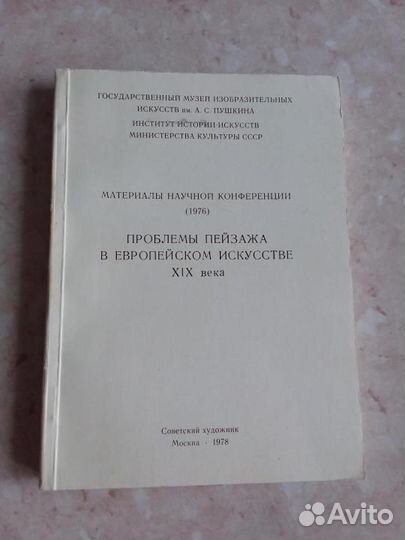 ГОСУДАРСТВЕННЫЙ МУЗЕЙ ИЗОБРАЗИТЕЛЬНЫХ
ИСКУССТВ им. А. С. ПУШКИНА
ИНСТИТУТ ИСТОРИИ ИСКУССТВ
МИНИСТЕРСТВА КУЛЬТУРЫ СССР
МАТЕРИАЛЫ НАУЧНОЙ КОНФЕРЕНЦИИ
(1976)
ПРОБЛЕМЫ ПЕЙЗАЖА
В ЕВРОПЕЙСКОМ ИСКУССТВЕ
XIX века
Советский художник
Москва · 1978
Avito